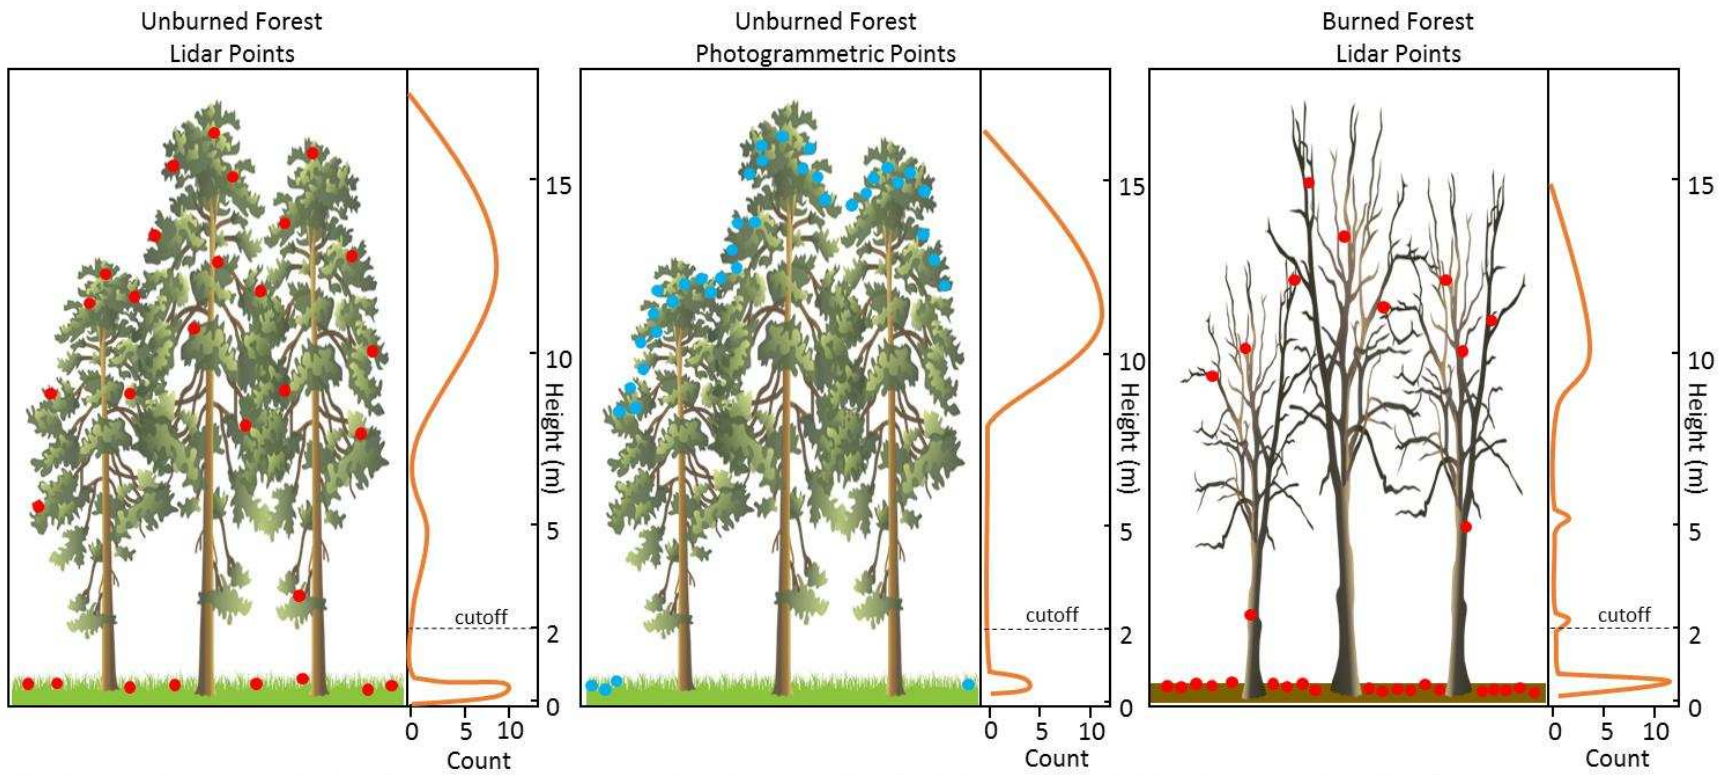 Unburned Forest
Lidar Points
15
10
5
2
0
Height (m)
cutoff
0 5 10
Count
Unburned Forest
Photogrammetric Points
15
10
5
2
0
Height (m)
cutoff
0 5 10
Count
Burned Forest
Lidar Points
15
10
5
2
0
Height (m)
cutoff
0 5 10
Count